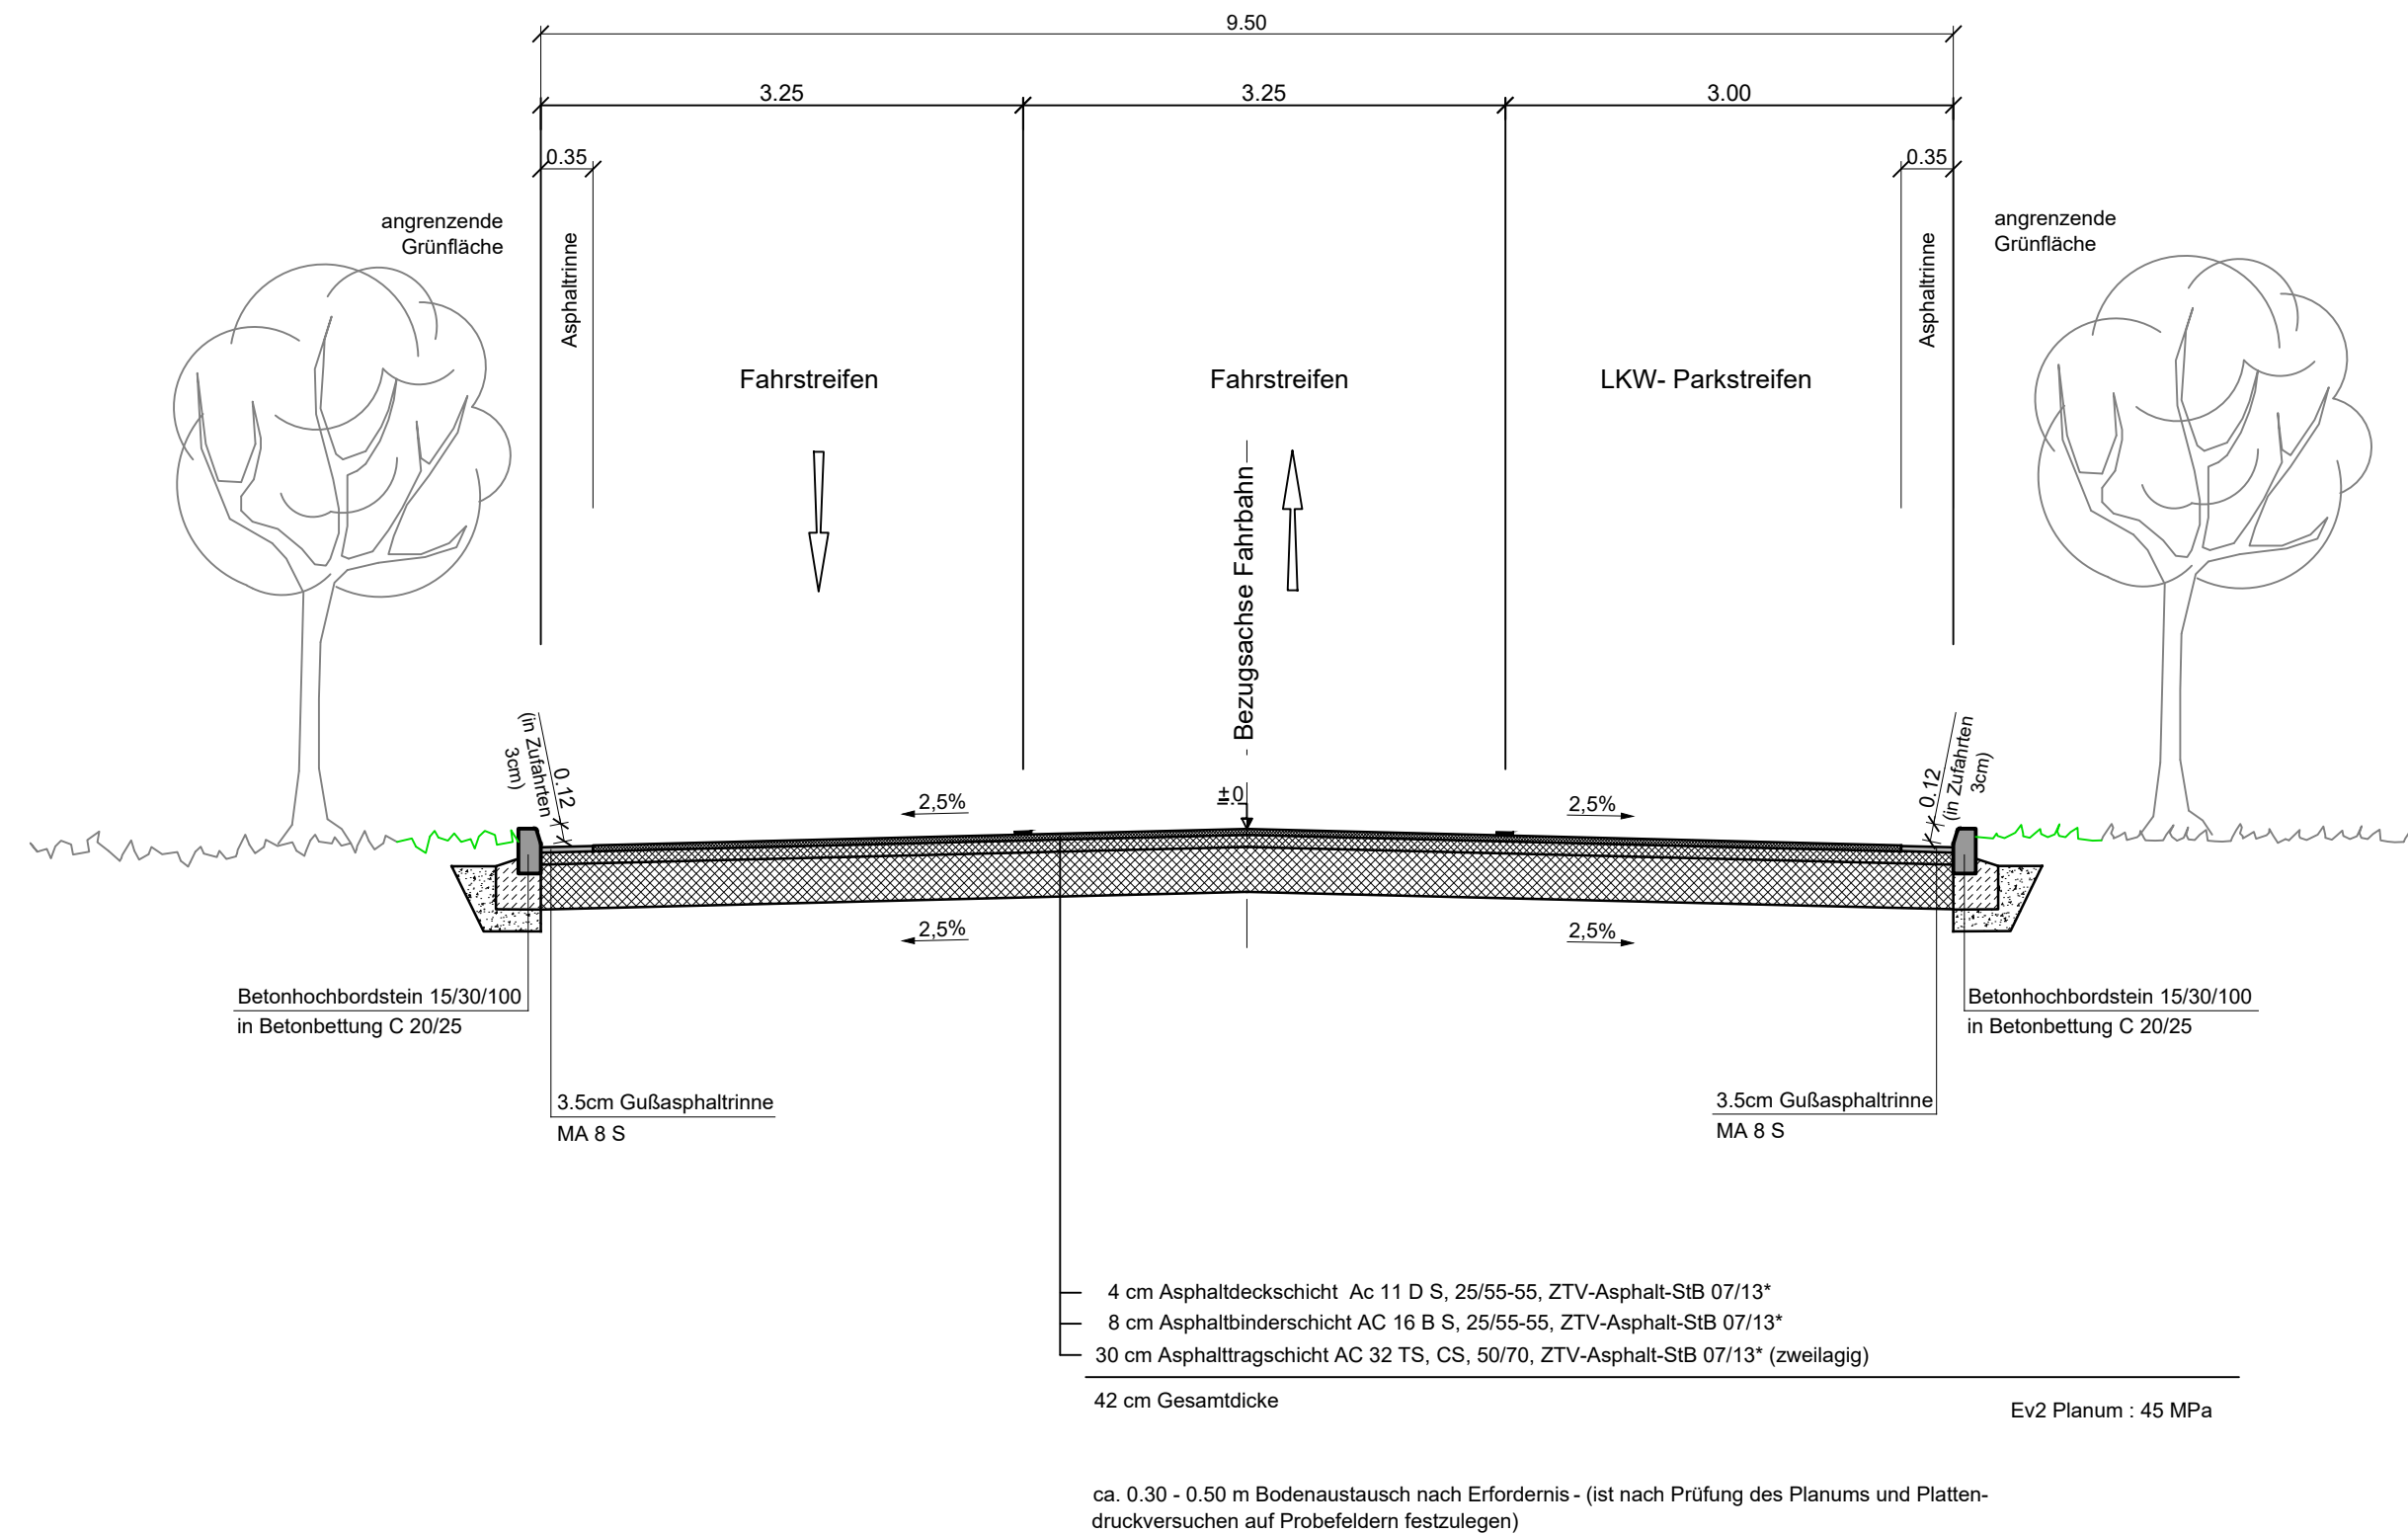 9.50
3.25
3.25
3.00
0.35
0.35
angrenzende
Grünfläche
angrenzende
Grünfläche
Asphaltrinne
Asphaltrinne
Fahrstreifen
Fahrstreifen
LKW- Parkstreifen
Bezugsachse Fahrbahn
0.12
(in Zufahrten
3cm)
0.12
(in Zufahrten
3cm)
2,5%
±0
2,5%
2,5%
2,5%
Betonhochbordstein 15/30/100
in Betonbettung C 20/25
Betonhochbordstein 15/30/100
in Betonbettung C 20/25
3.5cm Gußasphaltrinne
MA 8 S
3.5cm Gußasphaltrinne
MA 8 S
4 cm Asphaltdeckschicht Ac 11 D S, 25/55-55, ZTV-Asphalt-StB 07/13*
8 cm Asphaltbinderschicht AC 16 B S, 25/55-55, ZTV-Asphalt-StB 07/13*
30 cm Asphalttragschicht AC 32 TS, CS, 50/70, ZTV-Asphalt-StB 07/13* (zweilagig)
42 cm Gesamtdicke
Ev2 Planum : 45 MPa
ca. 0.30 - 0.50 m Bodenaustausch nach Erfordernis - (ist nach Prüfung des Planums und Platten-
druckversuchen auf Probefeldern festzulegen)